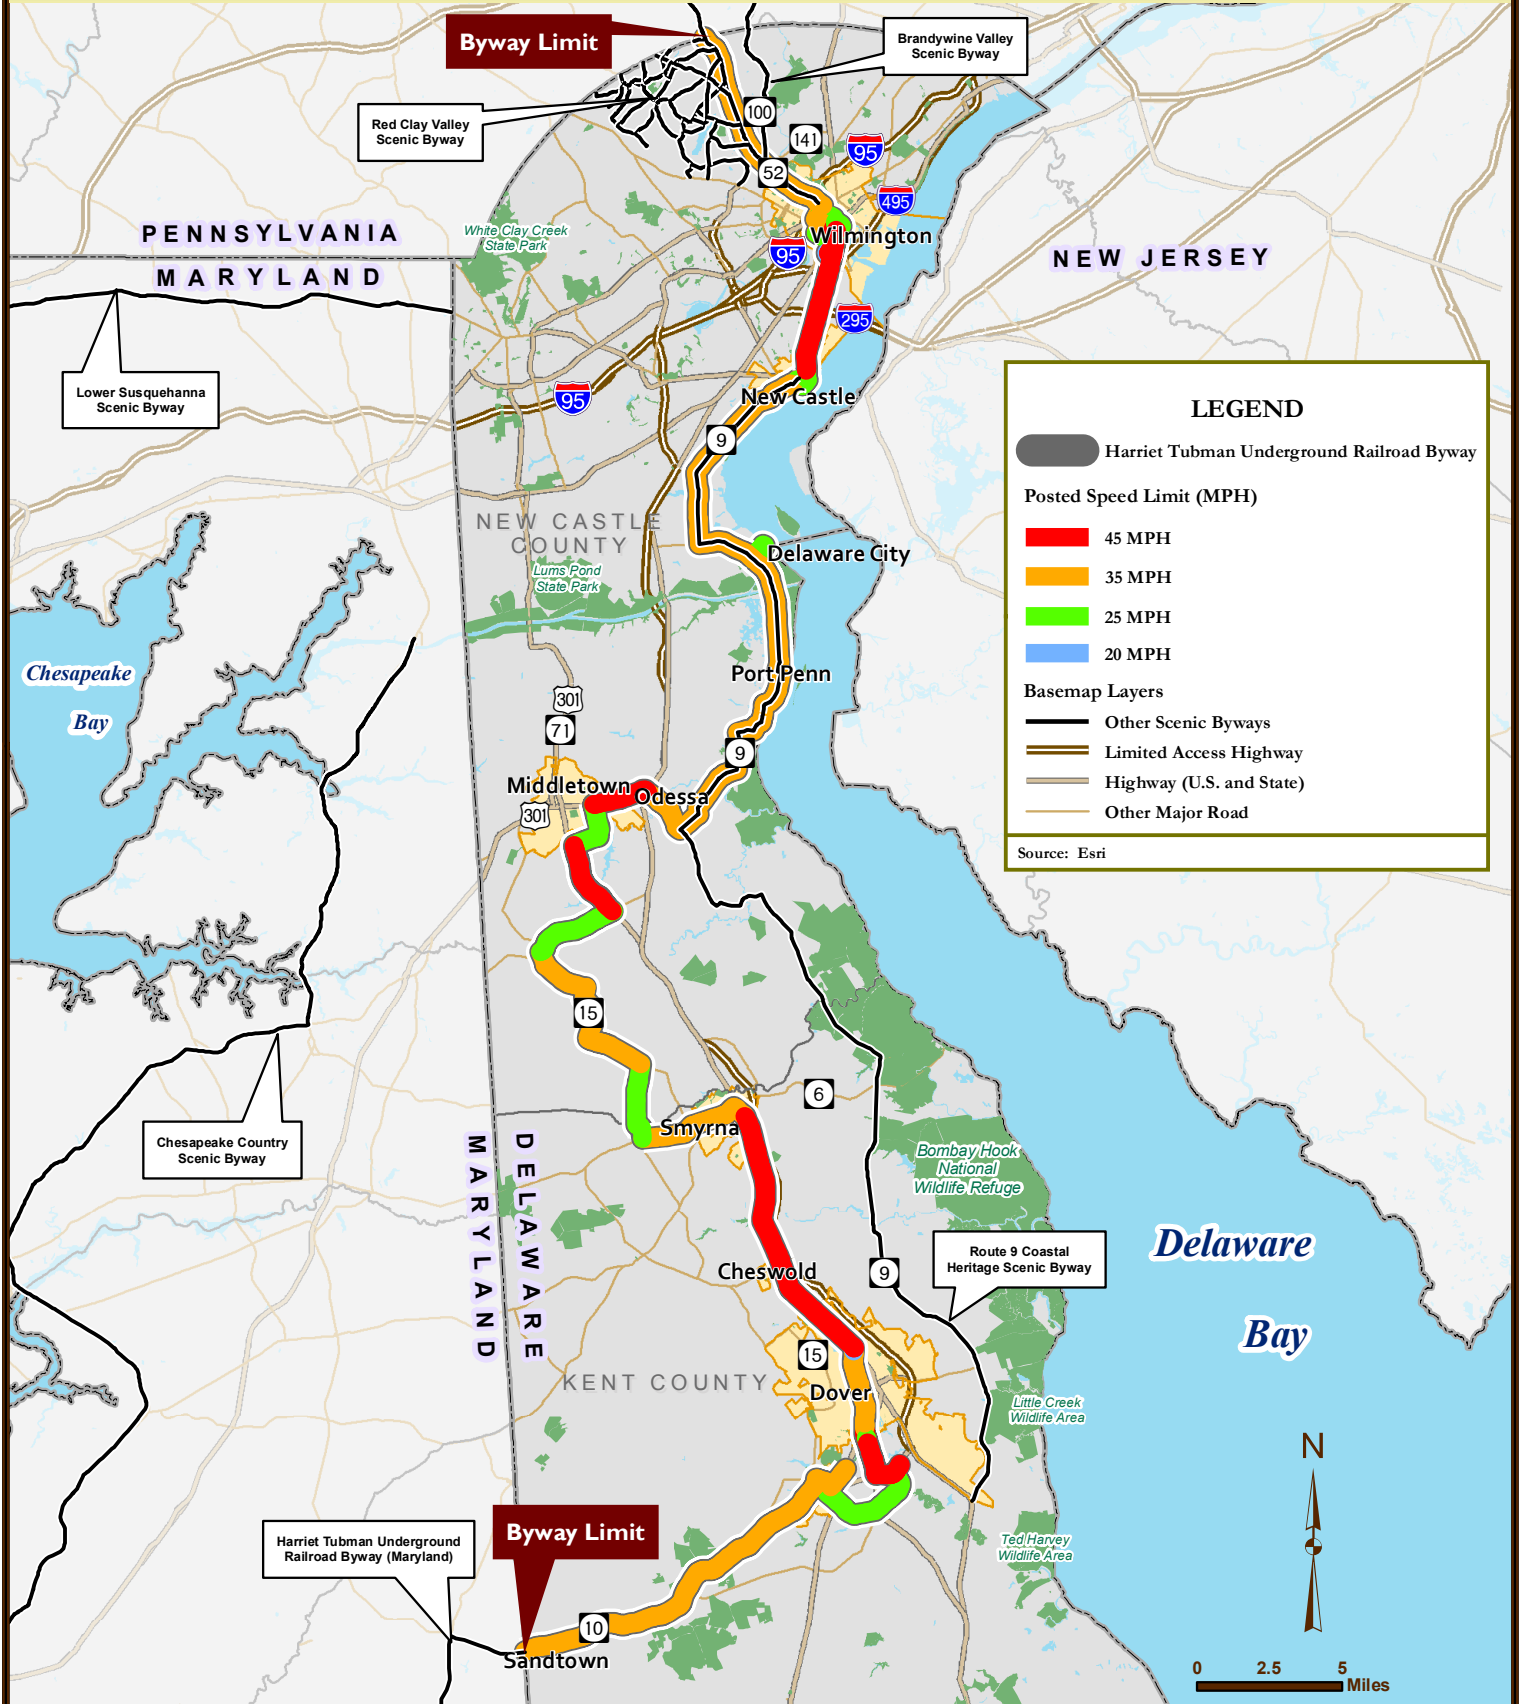 Byway Limit
Brandywine Valley
Scenic Byway
Red Clay Valley
Scenic Byway
100
141
95
52
495
PENNSYLVANIA
MARYLAND
White Clay Creek
State Park
Wilmington
95
NEW JERSEY
295
Lower Susquehanna
Scenic Byway
95
New Castle
9
NEW CASTLE
COUNTY
Lums Pond
State Park
Delaware City
LEGEND
Harriet Tubman Underground Railroad Byway
Posted Speed Limit (MPH)
45 MPH
35 MPH
25 MPH
20 MPH
Basemap Layers
Other Scenic Byways
Limited Access Highway
Highway (U.S. and State)
Other Major Road
Source: Esri
Chesapeake
Bay
Port Penn
301
71
9
Middletown
Odessa
301
15
6
Smyrna
Chesapeake Country
Scenic Byway
MARYLAND
DELAWARE
Bombay Hook
National
Wildlife Refuge
Delaware
Bay
Route 9 Coastal
Heritage Scenic Byway
9
Cheswold
15
KENT COUNTY
Dover
Little Creek
Wildlife Area
N
Harriet Tubman Underground
Railroad Byway (Maryland)
Byway Limit
Ted Harvey
Wildlife Area
10
Sandtown
0 2.5 5
Miles